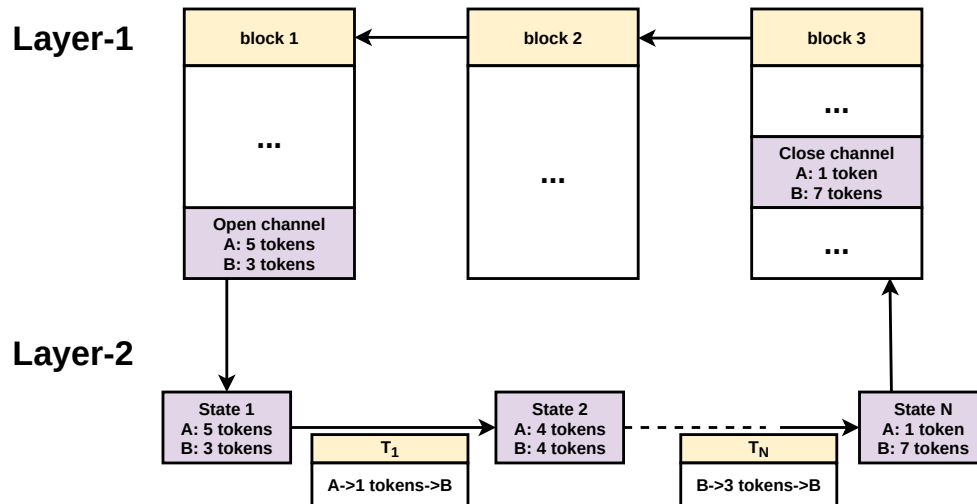 Layer-1
block 1
block 2
block 3
...
...
...
Close channel
A: 1 token
B: 7 tokens
Open channel
A: 5 tokens
B: 3 tokens
...
Layer-2
State 1
A: 5 tokens
B: 3 tokens
T1
A->1 tokens->B
State 2
A: 4 tokens
B: 4 tokens
TN
B->3 tokens->B
State N
A: 1 token
B: 7 tokens